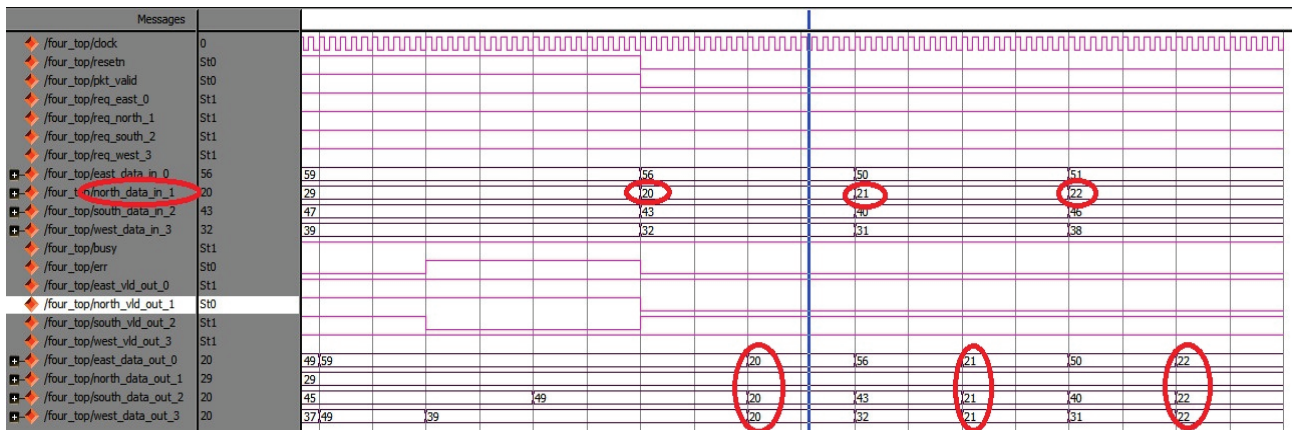 Messages
/four_top/clock 0
/four_top/resetn St0
/four_top/pkt_valid St0
/four_top/req_east_0 St1
/four_top/req_north_1 St1
/four_top/req_south_2 St1
/four_top/req_west_3 St1
/four_top/east_data_in_0 56 59 56 50 51
/four_top/north_data_in_1 20 29 20 21 22
/four_top/south_data_in_2 43 47 43 40 46
/four_top/west_data_in_3 32 39 32 31 38
/four_top/busy St1
/four_top/err St0
/four_top/east_vld_out_0 St1
/four_top/north_vld_out_1 St0
/four_top/south_vld_out_2 St1
/four_top/west_vld_out_3 St1
/four_top/east_data_out_0 20 49 59 20 56 21 50 22
/four_top/north_data_out_1 29 29
/four_top/south_data_out_2 20 45 49 20 43 21 40 22
/four_top/west_data_out_3 20 37 49 39 20 32 21 31 22